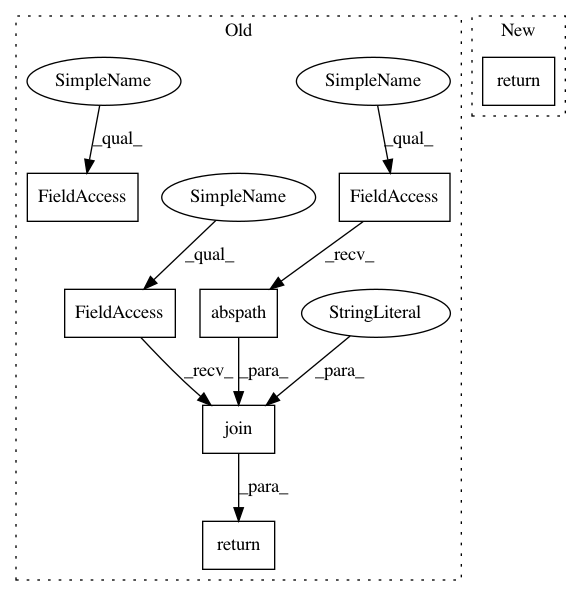 Old
New
SimpleName
SimpleName
return
_qual_
_qual_
FieldAccess
SimpleName
FieldAccess
_qual_
_recv_
FieldAccess
abspath
StringLiteral
_recv_
_para_
_para_
join
_para_
return